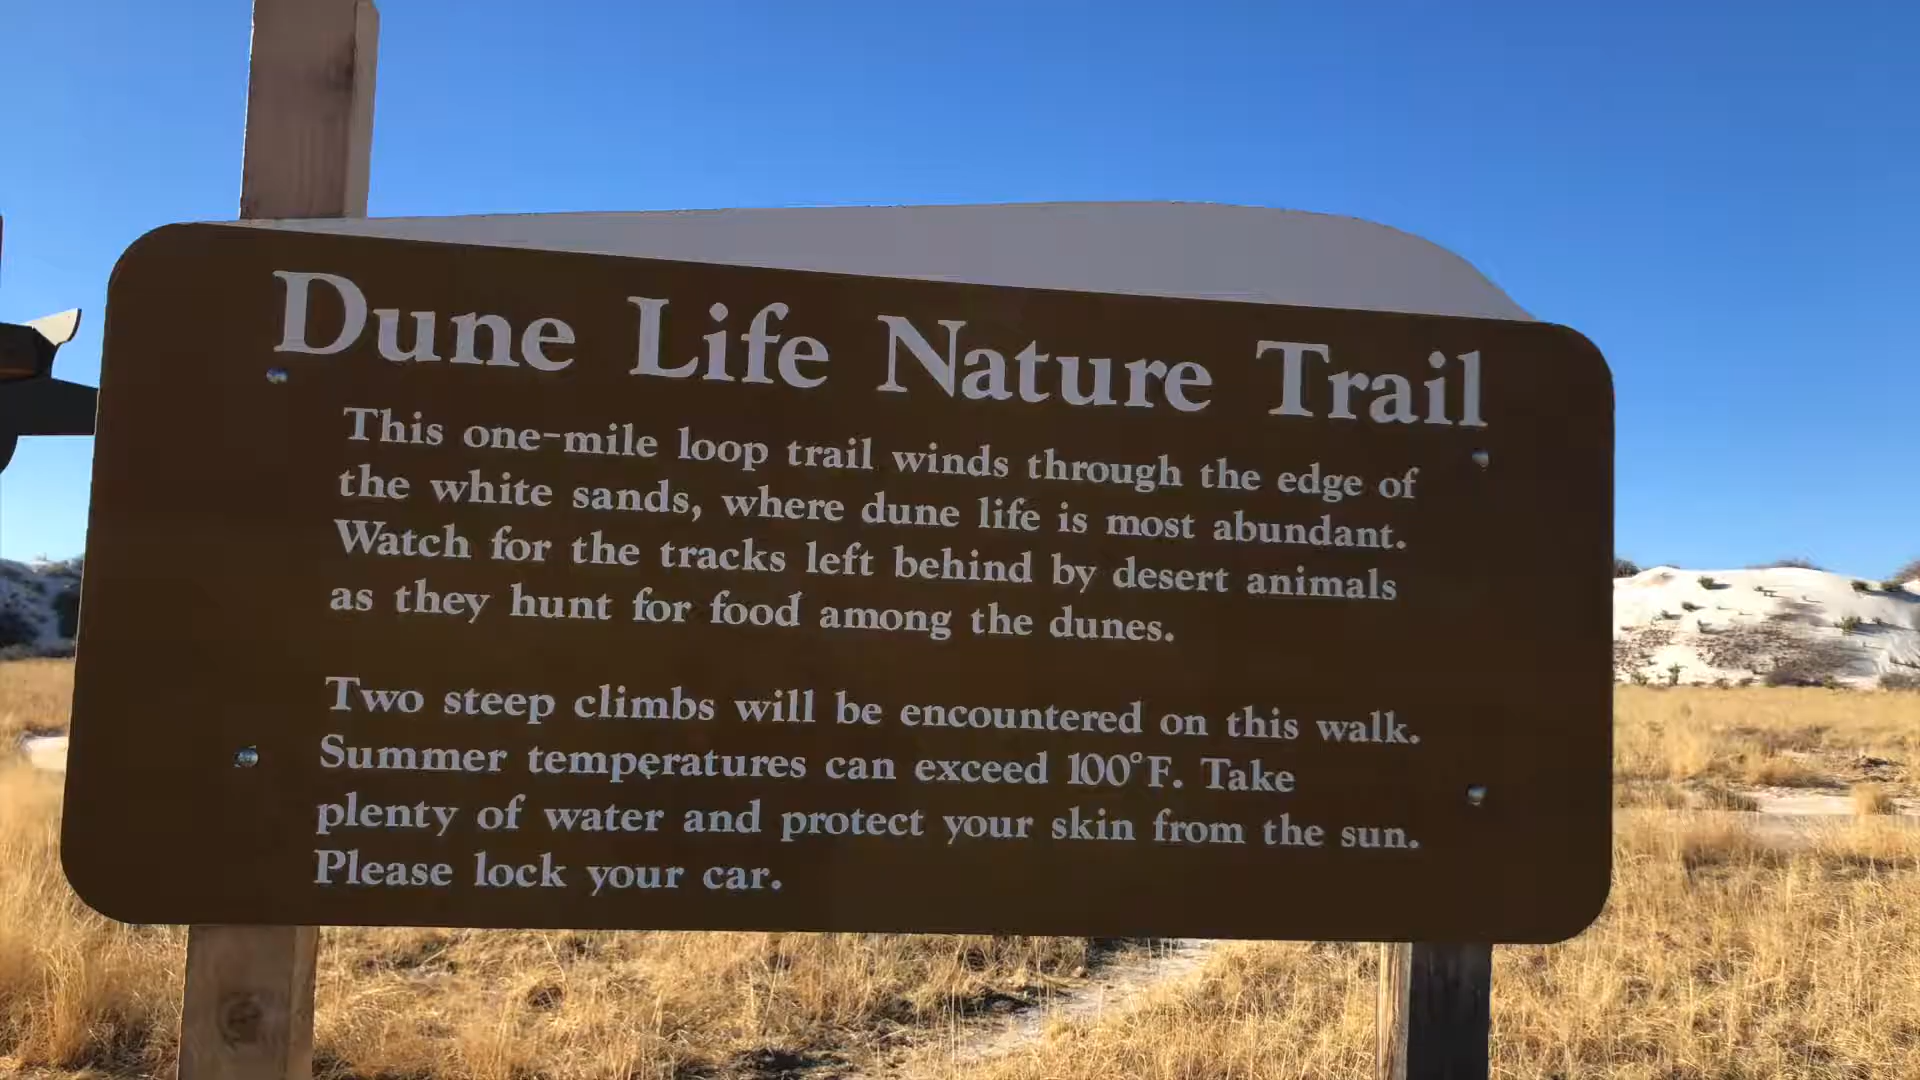 Dune Life Nature Trail
This one-mile loop trail winds through the edge of
the white sands, where dune life is most abundant.
Watch for the tracks left behind by desert animals
as they hunt for food among the dunes.
Two steep climbs will be encountered on this walk.
Summer temperatures can exceed 100°F. Take
plenty of water and protect your skin from the sun.
Please lock your car.